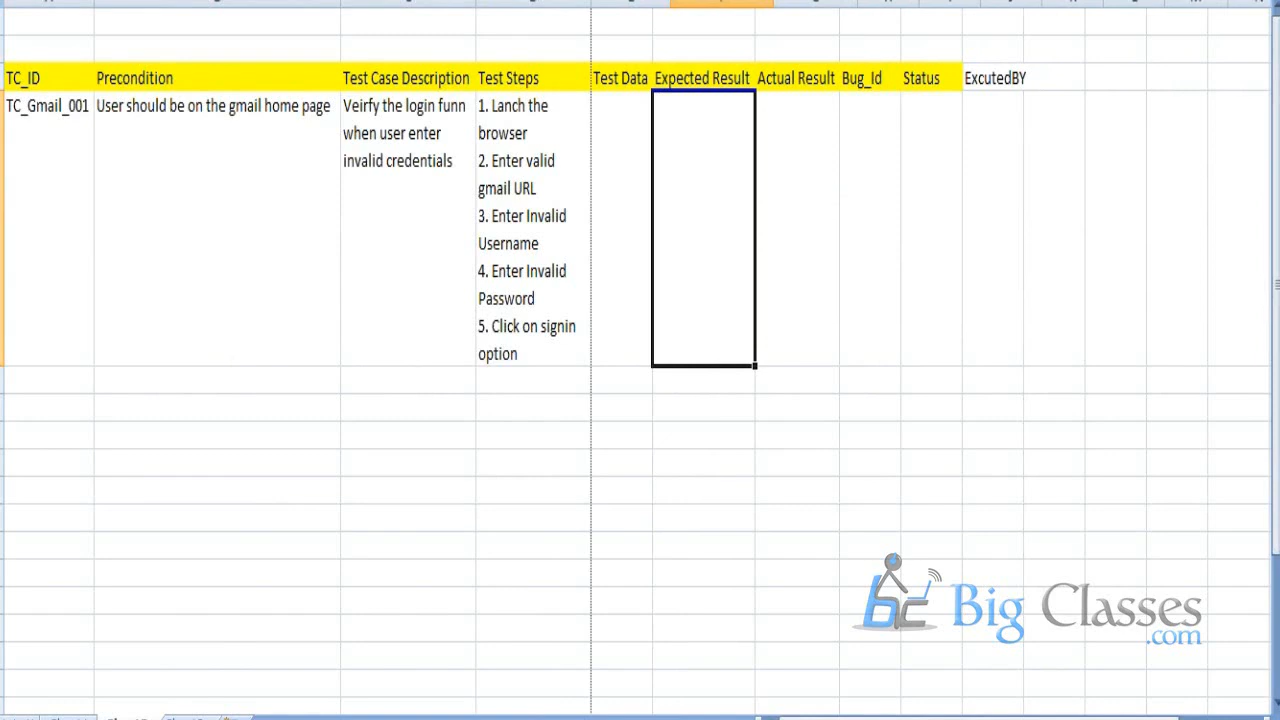 TC_ID Precondition Test Case Description Test Steps Test Data Expected Result Actual Result Bug_Id Status ExcutedBY
TC_Gmail_001 User should be on the gmail home page
Veirfy the login funn
when user enter
invalid credentials
1. Lanch the
browser
2. Enter valid
gmail URL
3. Enter Invalid
Username
4. Enter Invalid
Password
5. Click on signin
option
bc Big Classes
.com